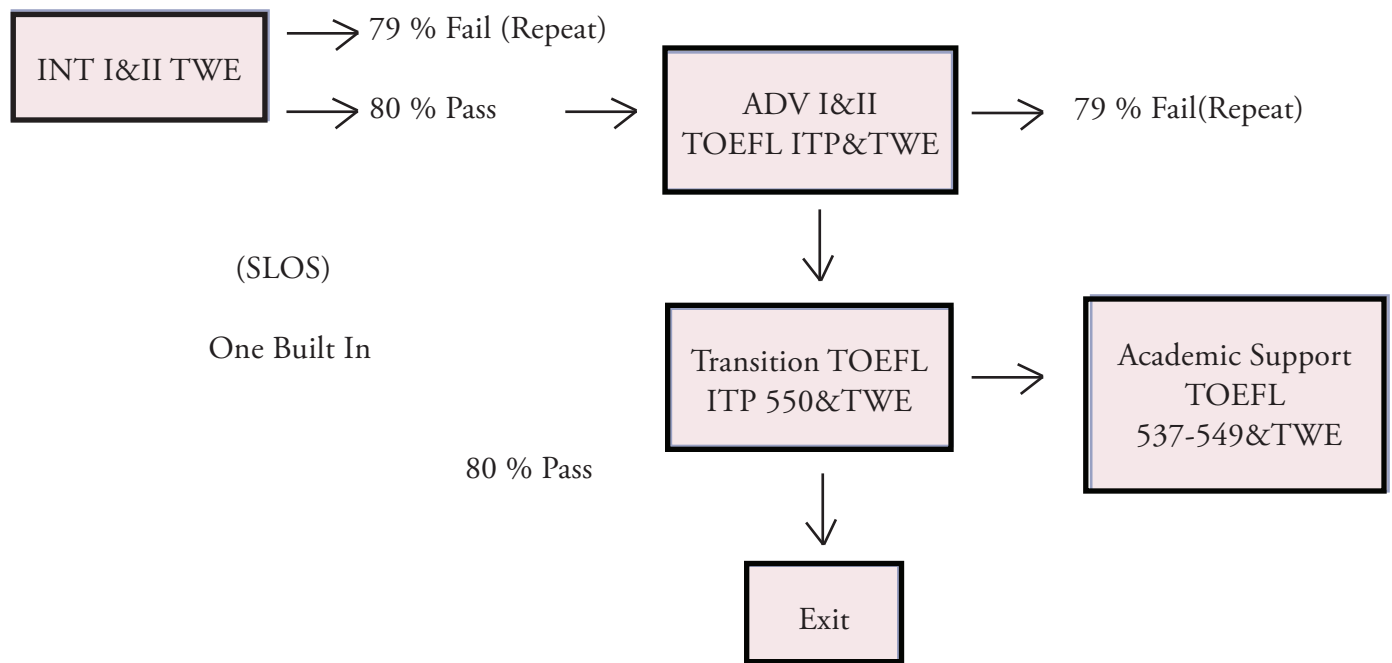 INT I&II TWE
79 % Fail (Repeat)
80 % Pass
ADV I&II
TOEFL ITP&TWE
79 % Fail(Repeat)
(SLOS)
One Built In
Transition TOEFL
ITP 550&TWE
Academic Support
TOEFL
537-549&TWE
80 % Pass
Exit